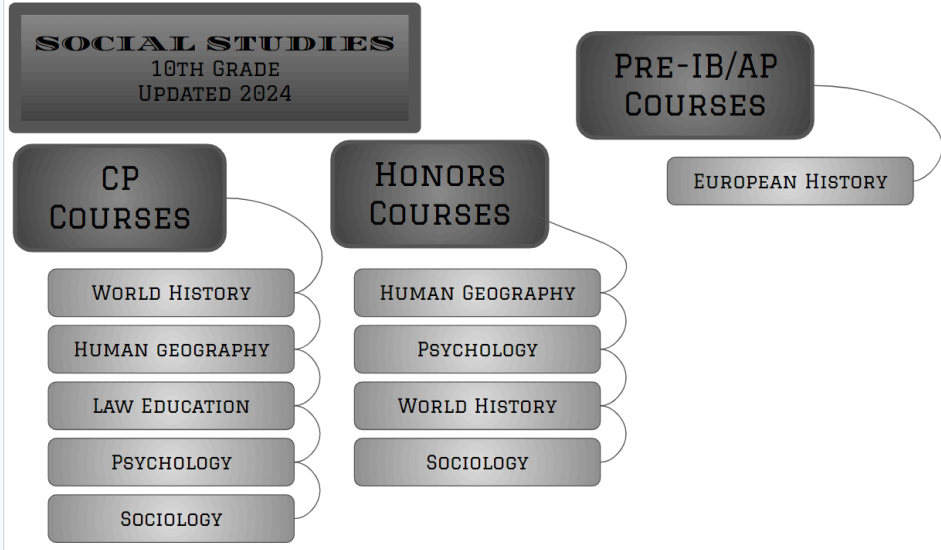 SOCIAL STUDIES
10TH GRADE
UPDATED 2024
PRE-IB/AP
COURSES
CP
COURSES
HONORS
COURSES
EUROPEAN HISTORY
WORLD HISTORY
HUMAN GEOGRAPHY
LAW EDUCATION
PSYCHOLOGY
SOCIOLOGY
HUMAN GEOGRAPHY
PSYCHOLOGY
WORLD HISTORY
SOCIOLOGY